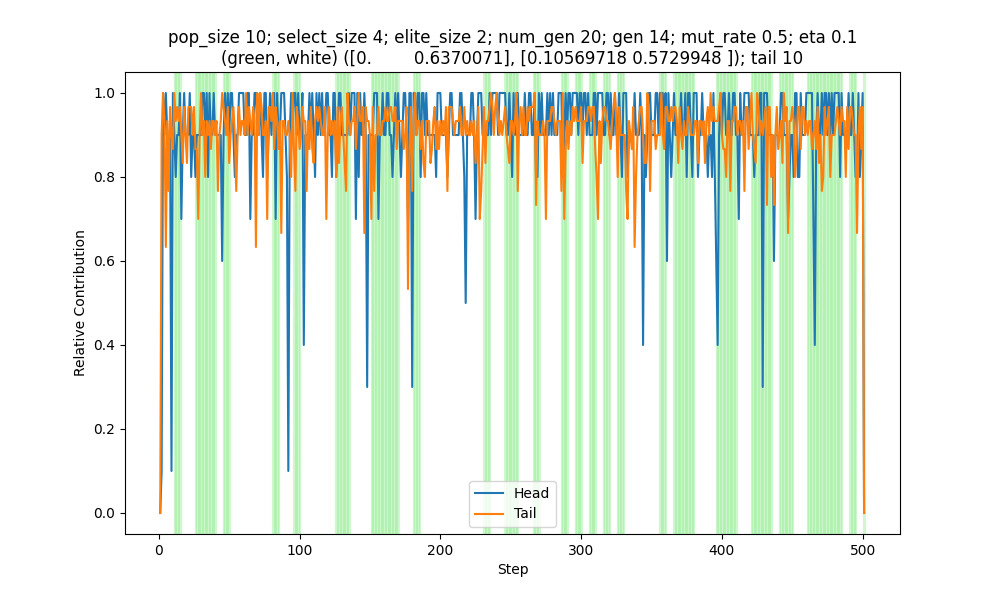 pop_size 10; select_size 4; elite_size 2; num_gen 20; gen 14; mut_rate 0.5; eta 0.1
(green, white) ([0.         0.6370071], [0.10569718 0.5729948 ]); tail 10
1.0
0.8
0.6
0.4
0.2
0.0
Relative Contribution
Head
Tail
0 100 200 300 400 500
Step